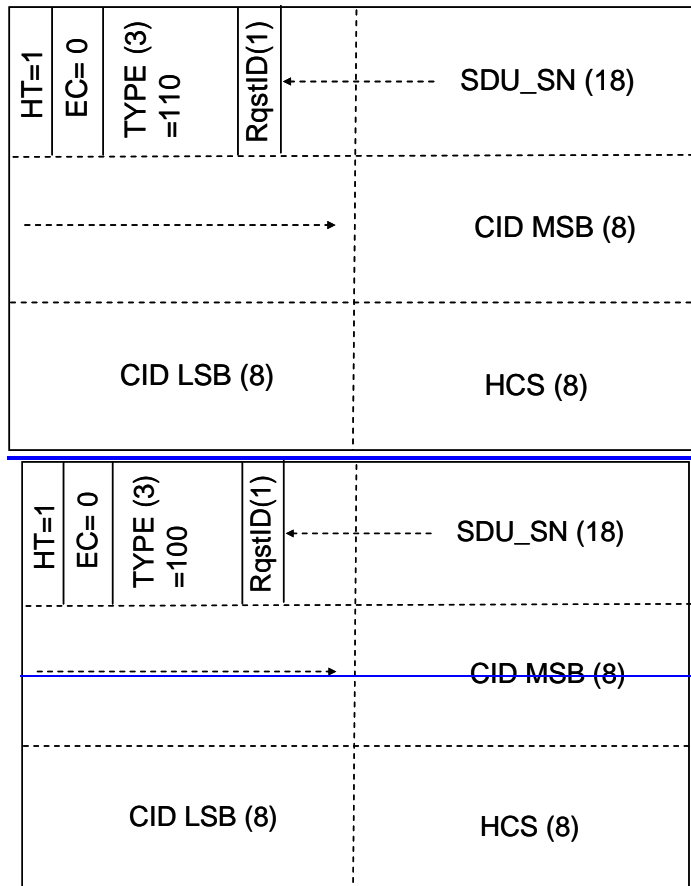 HT=1
EC= 0
TYPE (3)
=110
RqstID(1)
SDU_SN (18)
CID MSB (8)
CID LSB (8)
HCS (8)
HT=1
EC= 0
TYPE (3)
=100
RqstID(1)
SDU_SN (18)
CID MSB (8)
CID LSB (8)
HCS (8)